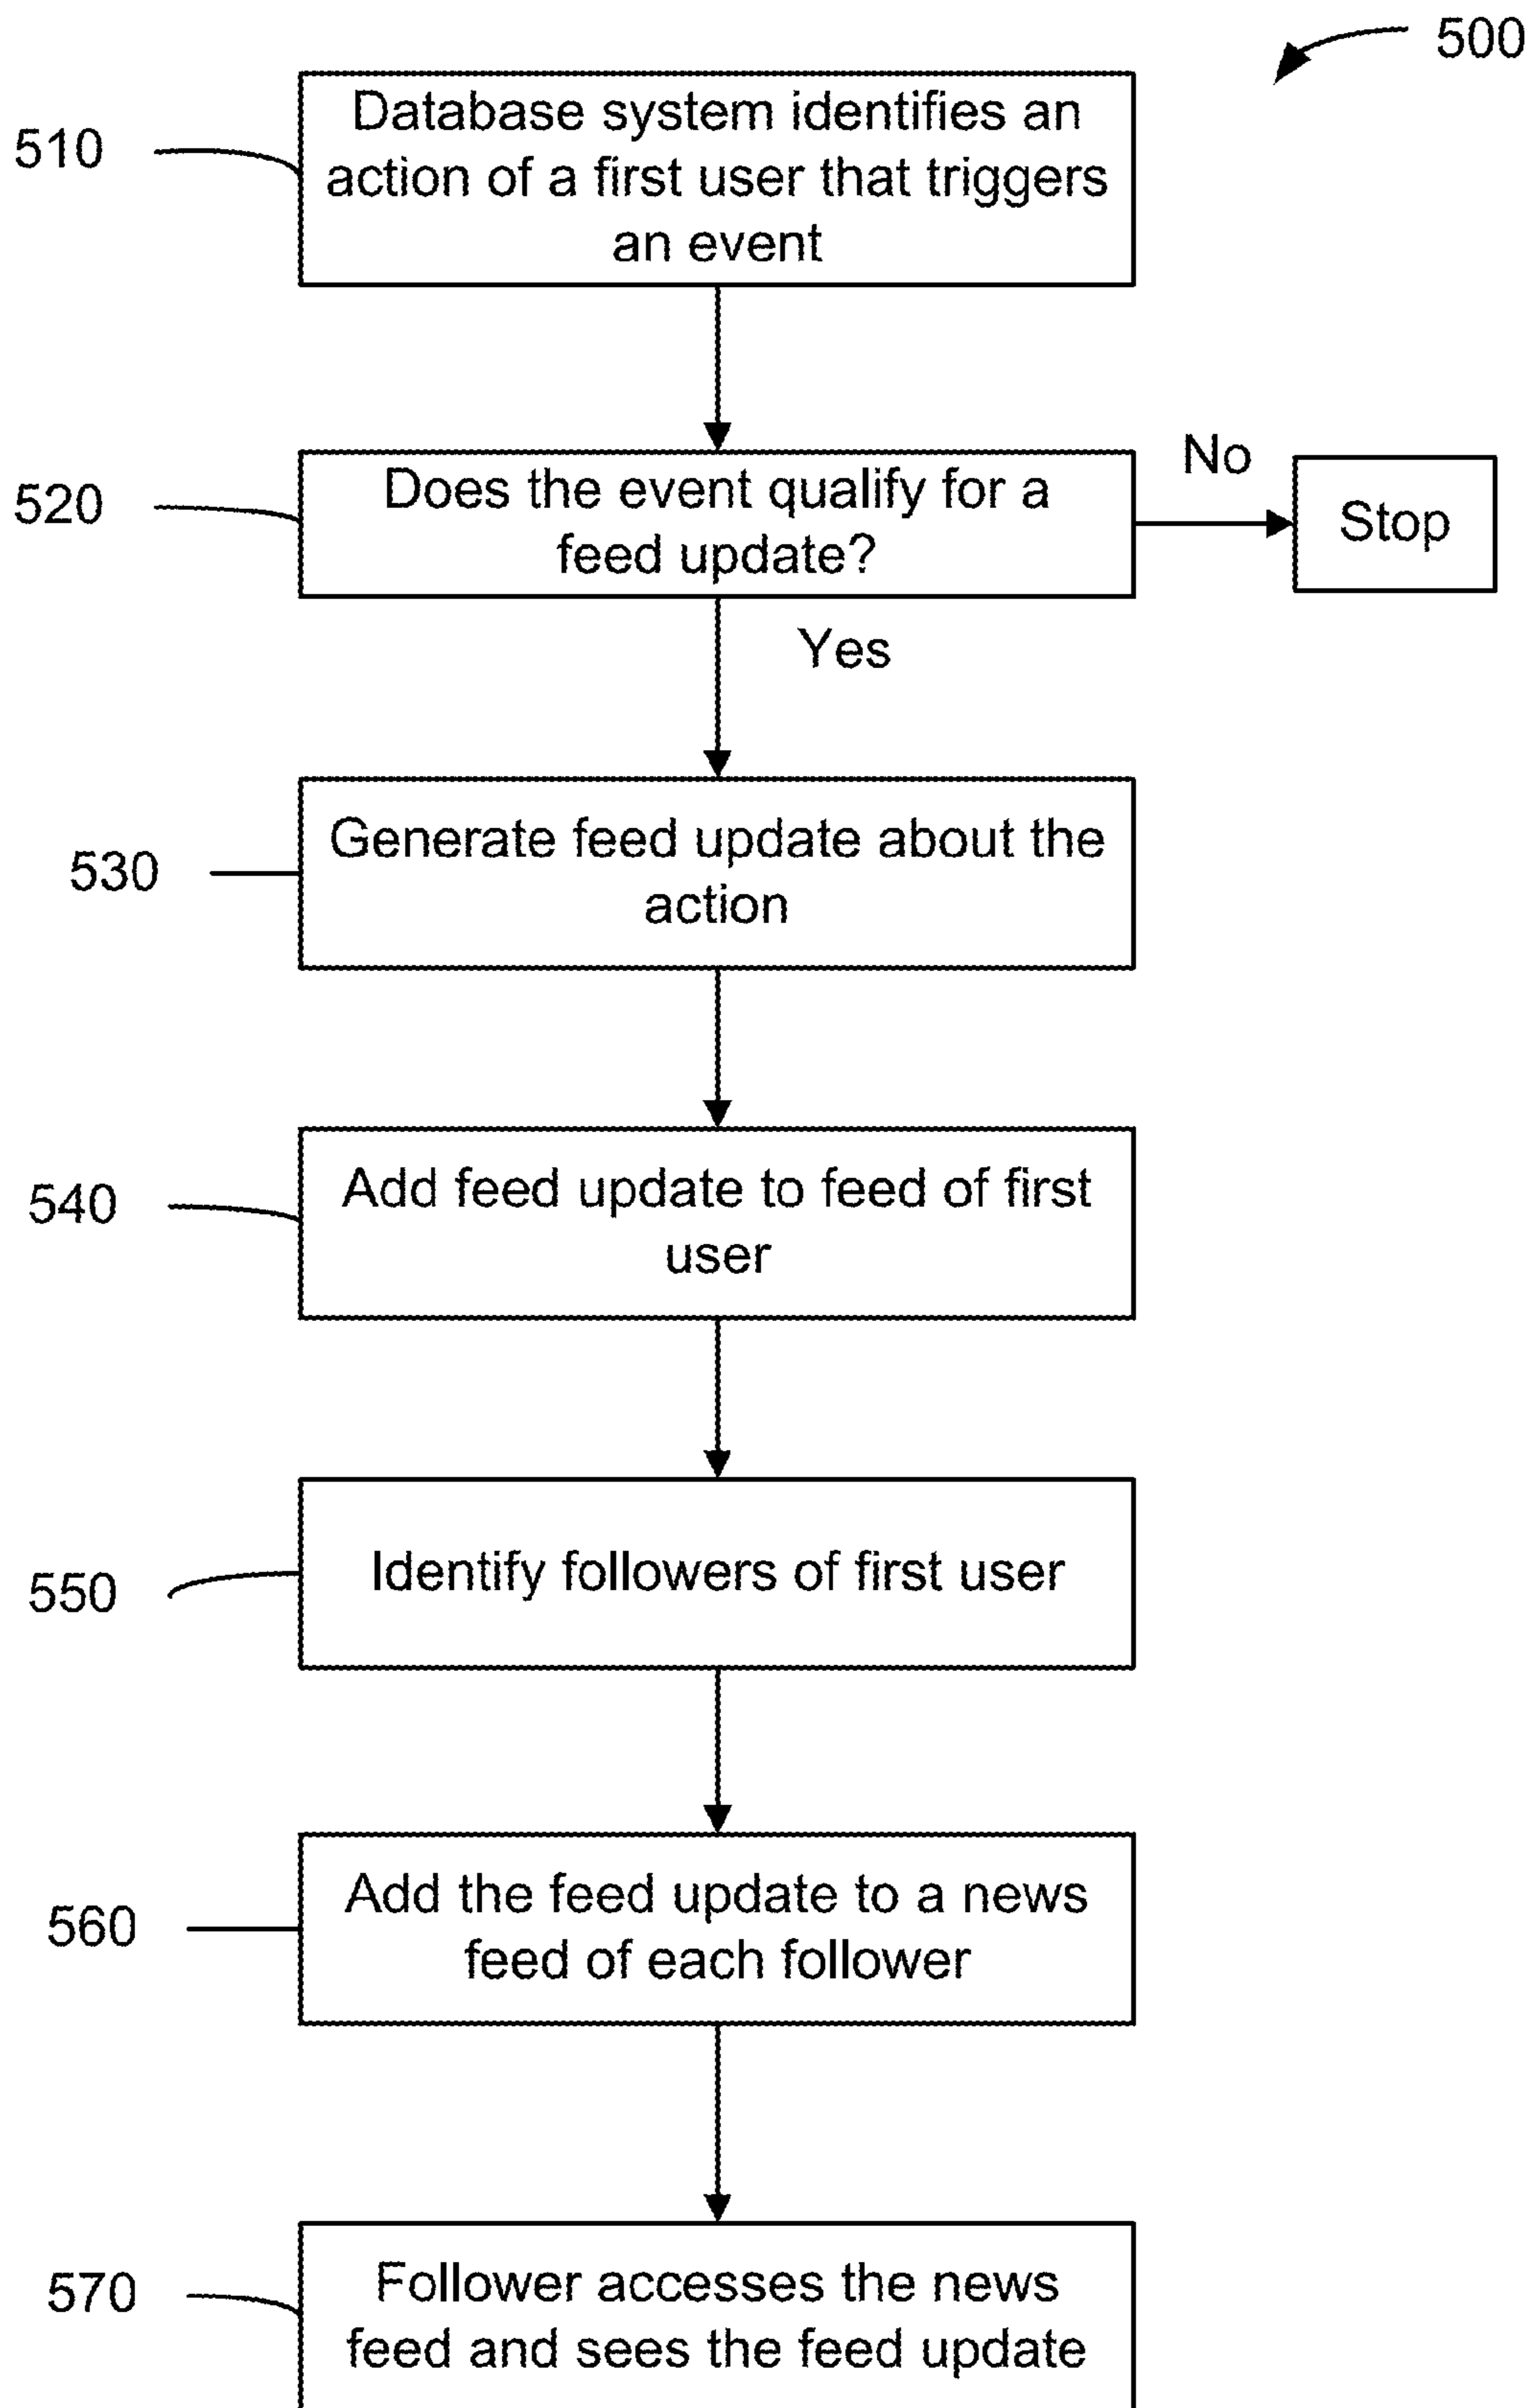 500
510
Database system identifies an
action of a first user that triggers
an event
520
Does the event qualify for a
feed update?
No
Stop
Yes
530
Generate feed update about the
action
540
Add feed update to feed of first
user
550
Identify followers of first user
560
Add the feed update to a news
feed of each follower
570
Follower accesses the news
feed and sees the feed update